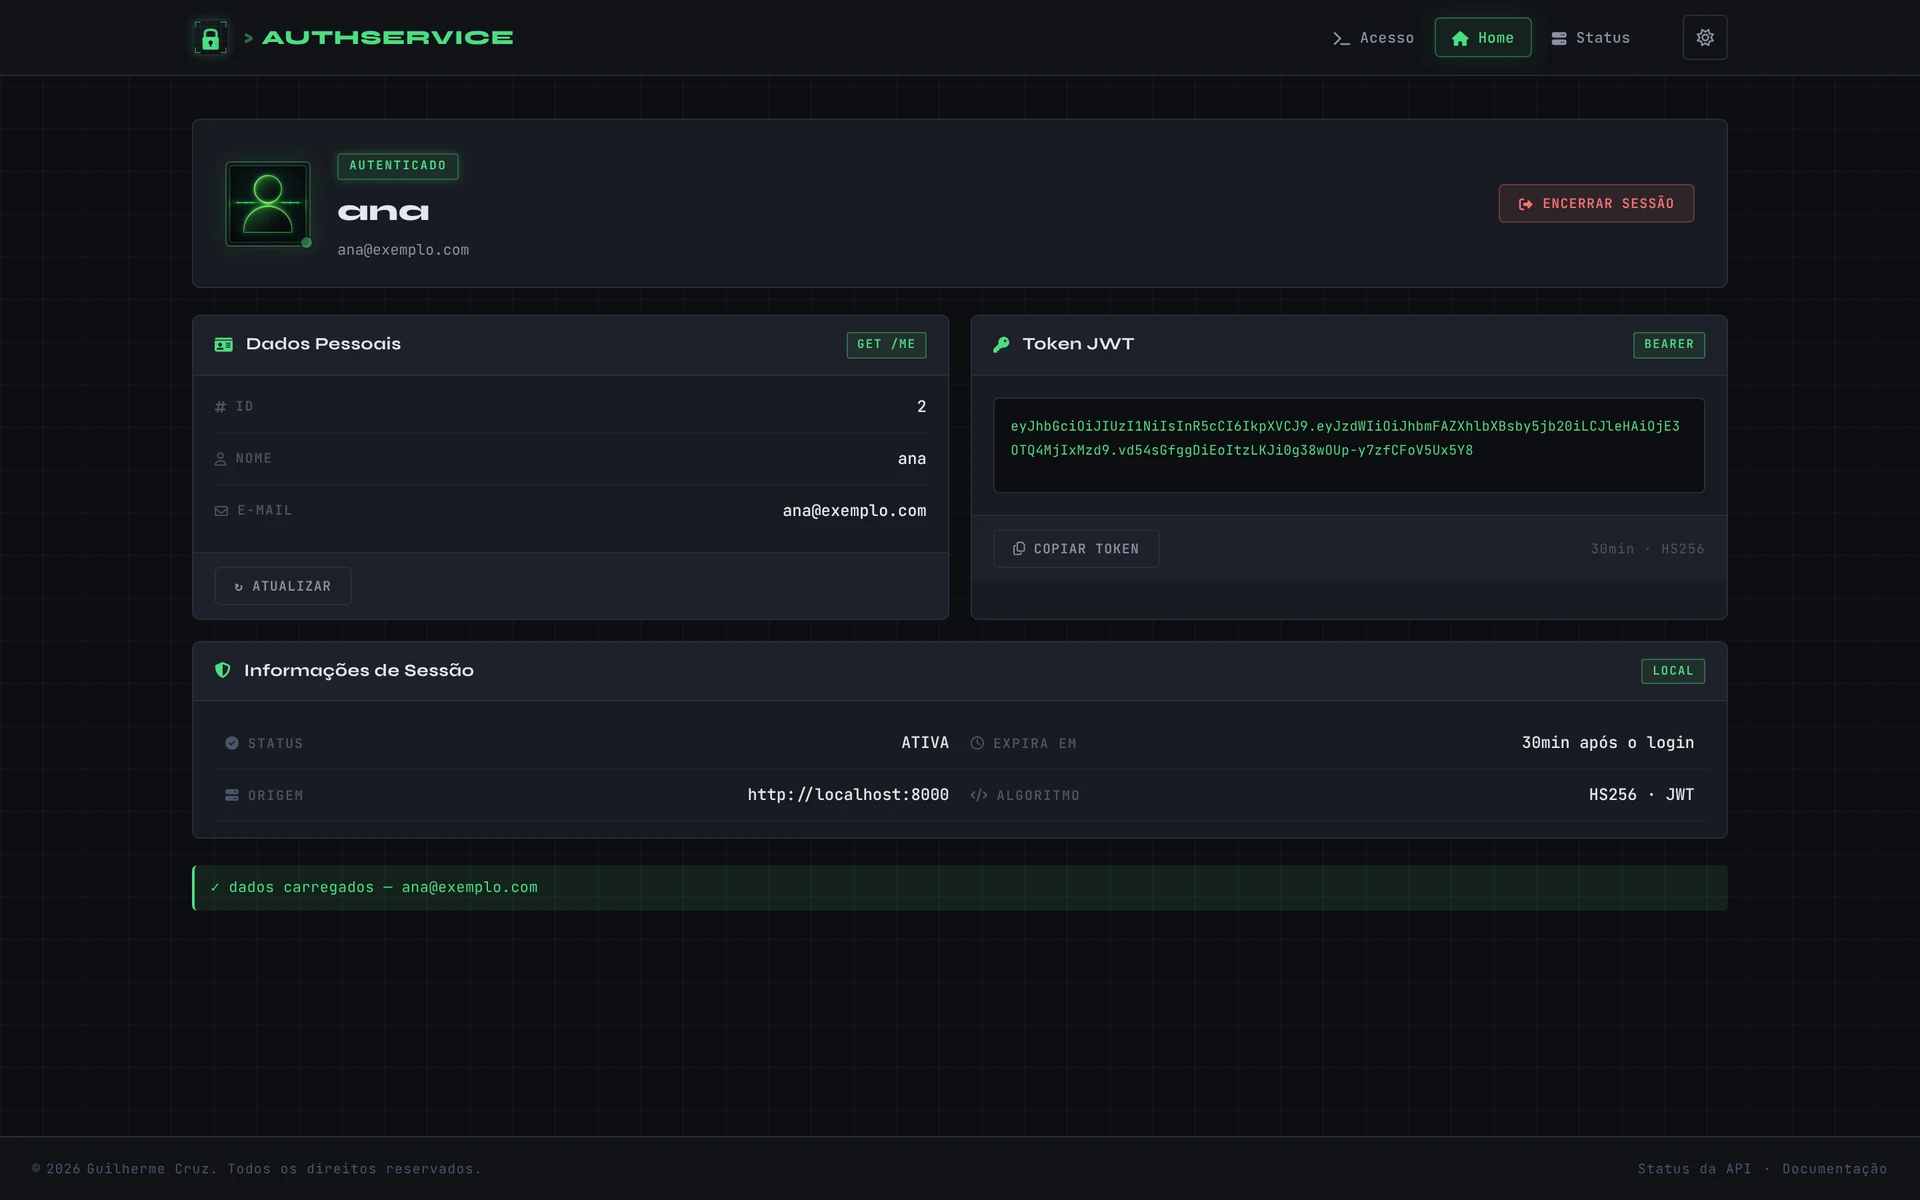 > AUTHSERVICE
Acesso
Home
Status
AUTENTICADO
ana
ana@exemplo.com
ENCERRAR SESSÃO
Dados Pessoais
GET /ME
# ID
2
NOME
ana
E-MAIL
ana@exemplo.com
↻ ATUALIZAR
Token JWT
BEARER
eyJhbGciOiJIUzI1NiIsInR5cCI6IkpXVCJ9.eyJzdWIiOiJhbmFAZXhlbXBsby5jb20iLCJleHAiOjE3
OTQ4MjIxMzd9.vd54sGfggDiEoItzLKJi0g38wOUp-y7zfCFoV5Ux5Y8
COPIAR TOKEN
30min · HS256
Informações de Sessão
LOCAL
STATUS
ATIVA
EXPIRA EM
30min após o login
ORIGEM
http://localhost:8000
ALGORITMO
HS256 · JWT
✓ dados carregados — ana@exemplo.com
© 2026 Guilherme Cruz. Todos os direitos reservados.
Status da API · Documentação